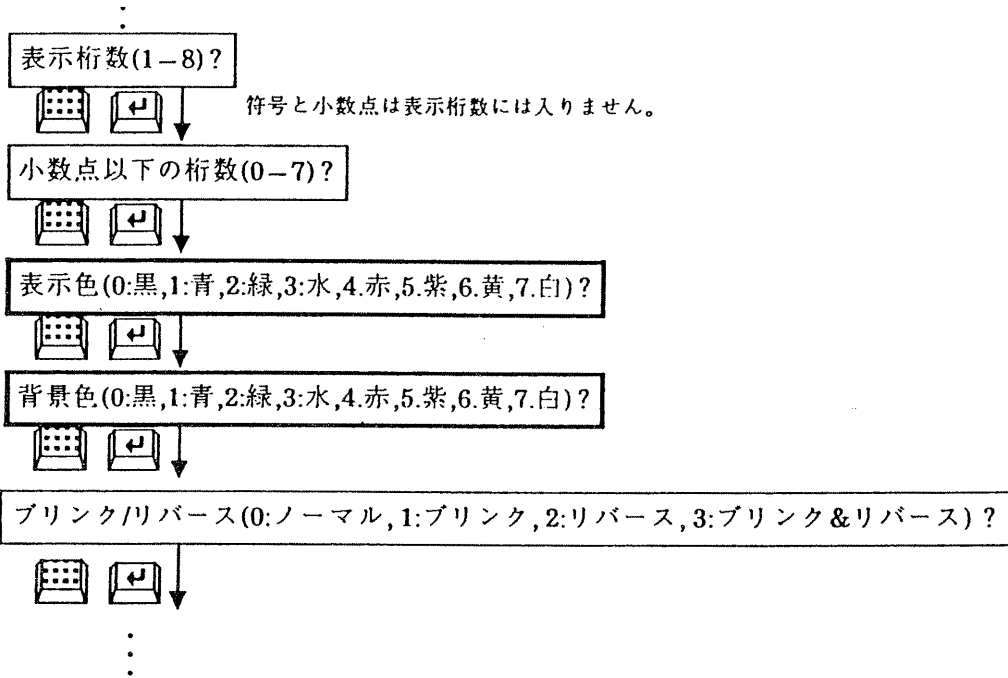 表示桁数(1–8)?
符号と小数点は表示桁数には入りません。
小数点以下の桁数(0–7)?
表示色(0:黒,1:青,2:緑,3:水,4.赤,5.紫,6.黄,7.白)?
背景色(0:黒,1:青,2:緑,3:水,4.赤,5.紫,6.黄,7.白)?
ブリンク/リバース(0:ノーマル,1:ブリンク,2:リバース,3:ブリンク&リバース)?